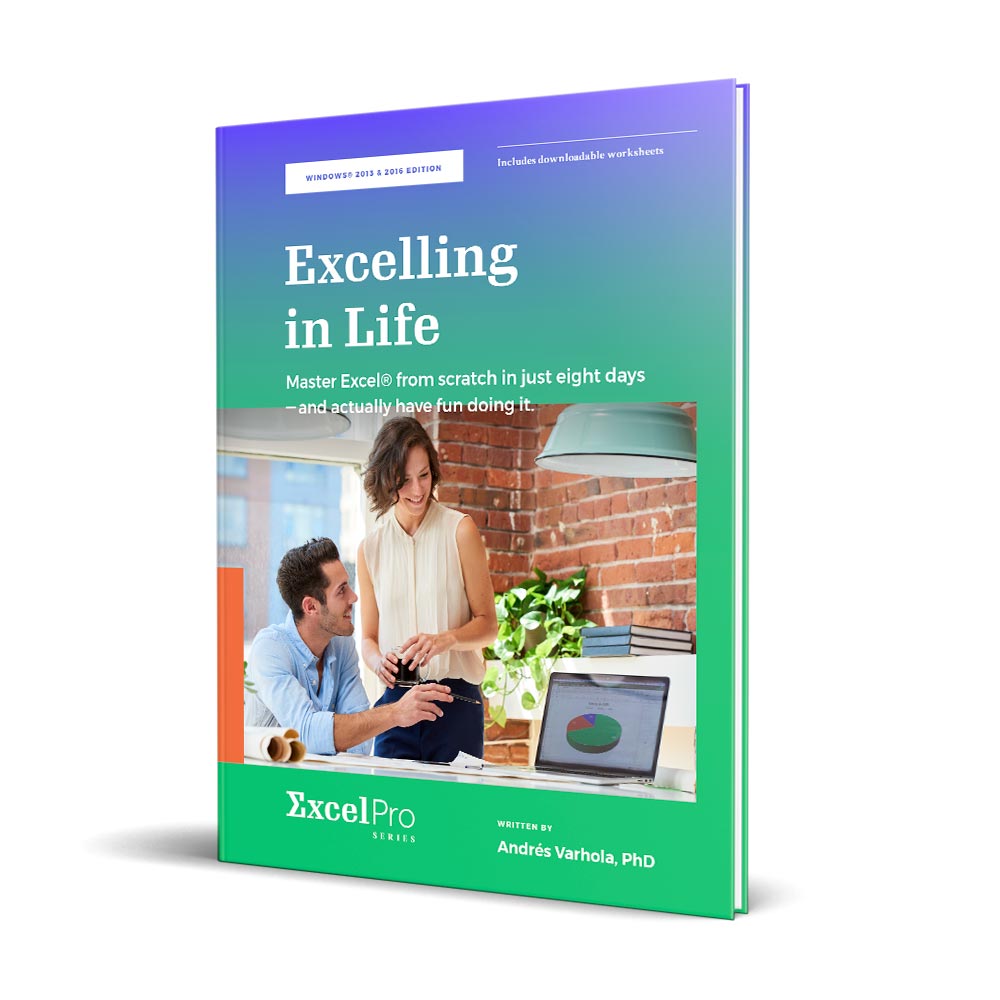 WINDOWS® 2013 & 2016 EDITION
Includes downloadable worksheets
Excelling
in Life
Master Excel® from scratch in just eight days
—and actually have fun doing it.
ΣxcelPro
SERIES
WRITTEN BY
Andrés Varhola, PhD